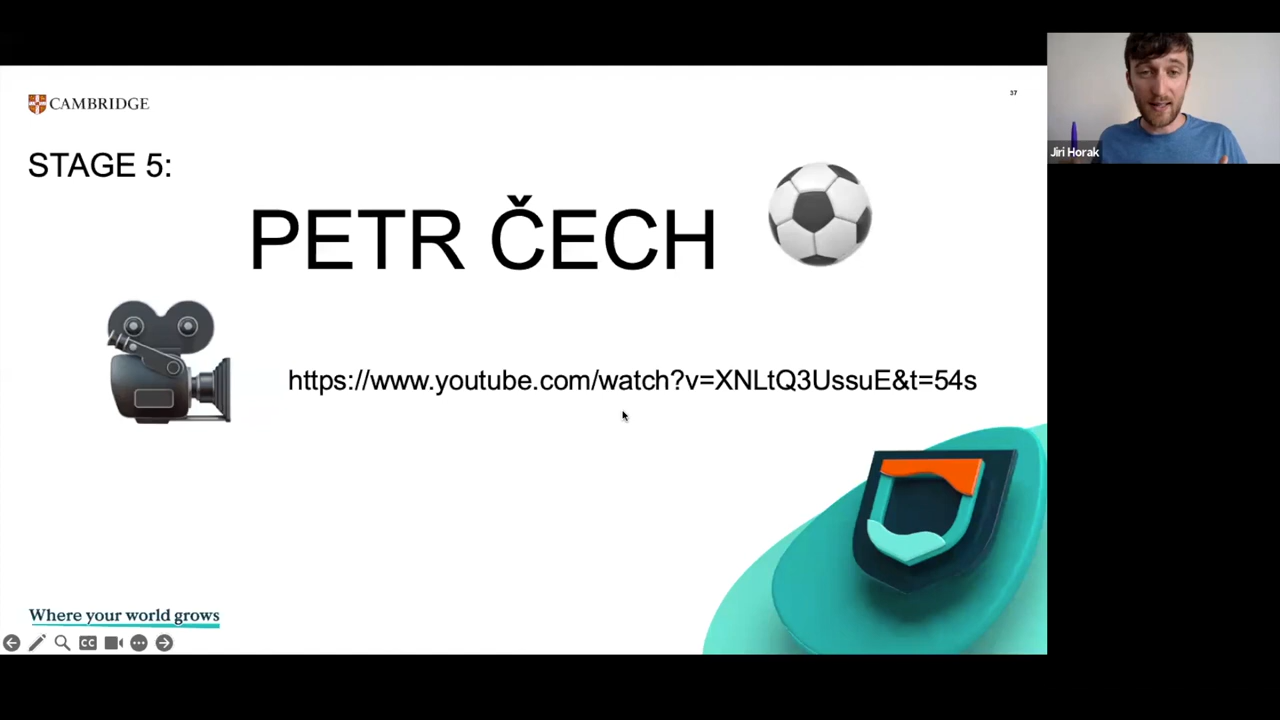 CAMBRIDGE
37
STAGE 5:
PETR ČECH
https://www.youtube.com/watch?v=XNLtQ3UssuE&t=54s
Where your world grows
CC
Jiri Horak